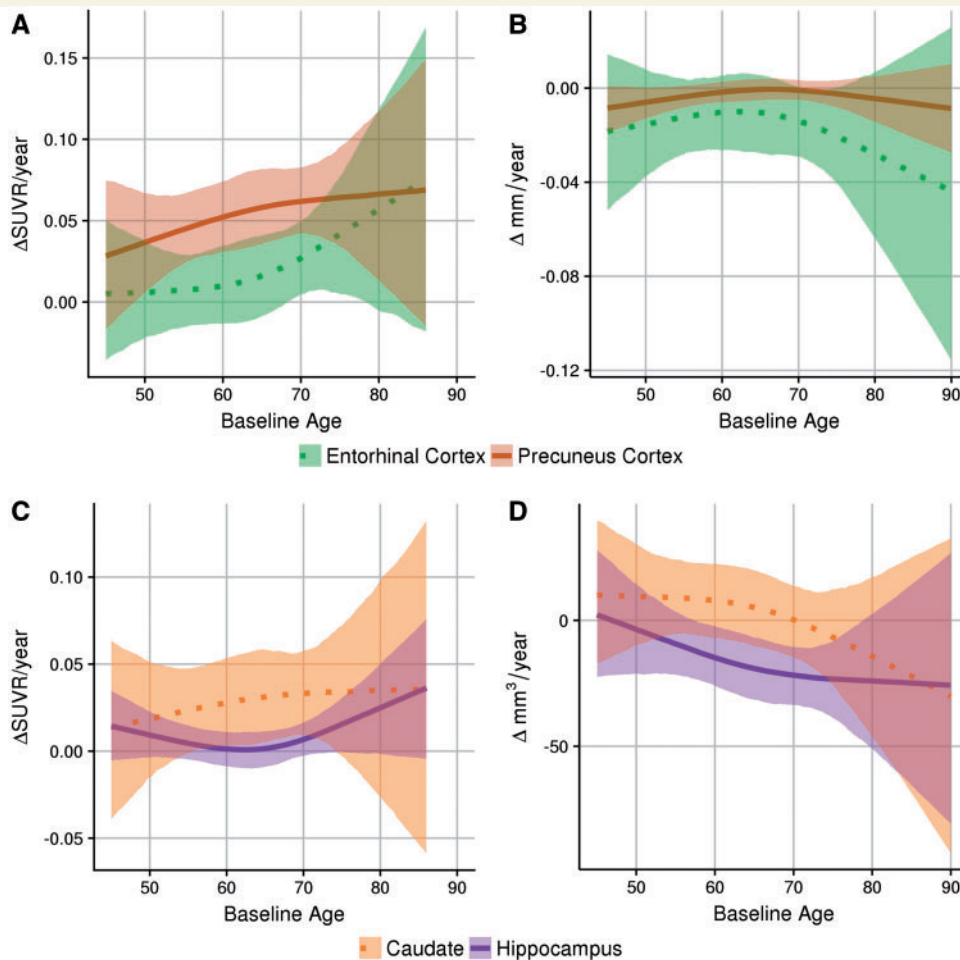 A
ΔSUVR/year
0.15
0.10
0.05
0.00
50 60 70 80 90
Baseline Age
B
Δ mm/year
0.00
-0.04
-0.08
-0.12
50 60 70 80 90
Baseline Age
Entorhinal Cortex Precuneus Cortex
C
ΔSUVR/year
0.10
0.05
0.00
-0.05
50 60 70 80 90
Baseline Age
D
Δ mm³/year
0
-50
50 60 70 80 90
Baseline Age
Caudate Hippocampus